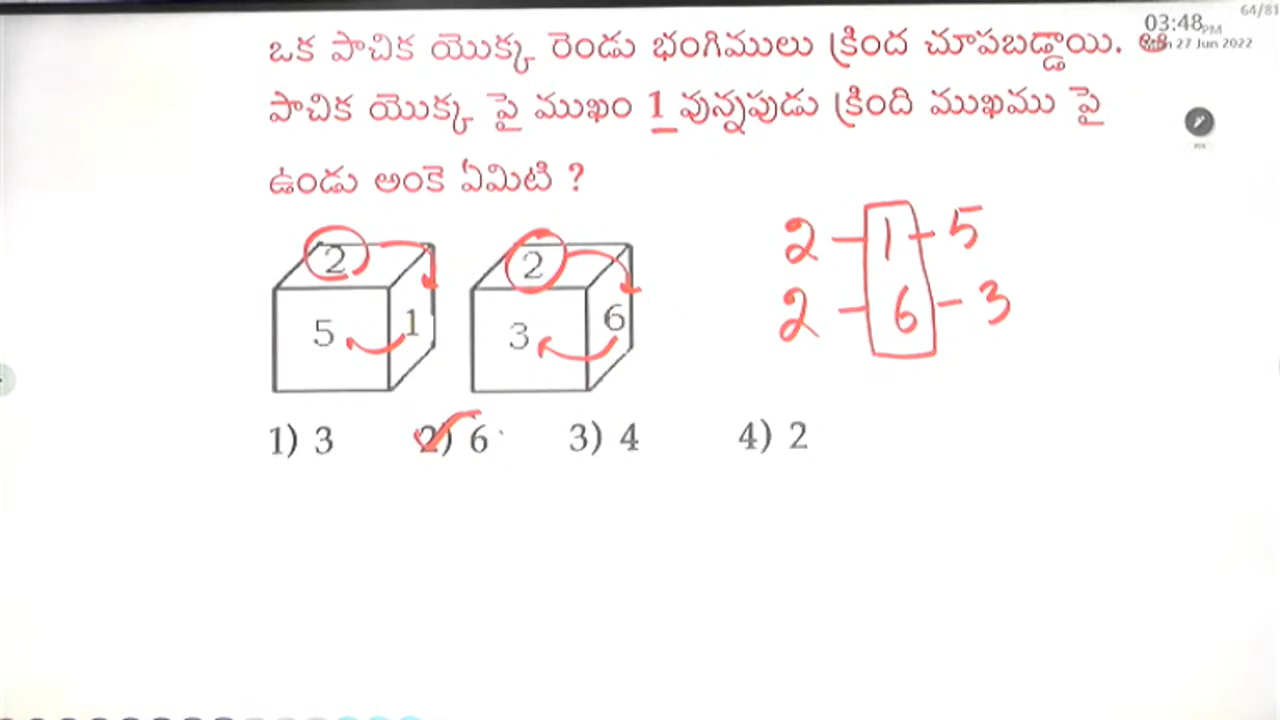 64/81
03:48PM
ఒక పాచిక యొక్క రెండు భంగిములు క్రింద చూపబడ్డాయి. ఆ
27 Jun 2022
పాచిక యొక్క పై ముఖం 1 వున్నపుడు క్రింది ముఖము పై
ఉండు అంకె ఏమిటి ?
2 2 2 - 1 - 5
5 1 3 6 2 - 6 - 3
1) 3 2) 6 3) 4 4) 2